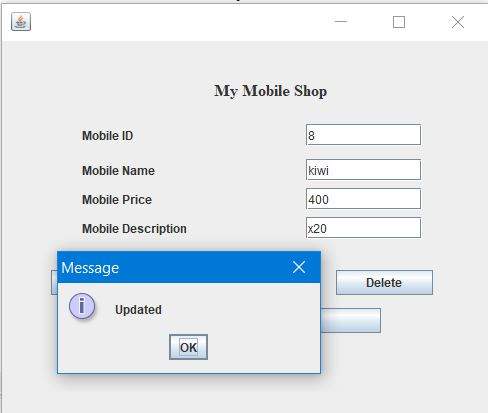 My Mobile Shop
Mobile ID 8
Mobile Name kiwi
Mobile Price 400
Mobile Description x20
Message
Delete
Updated
OK